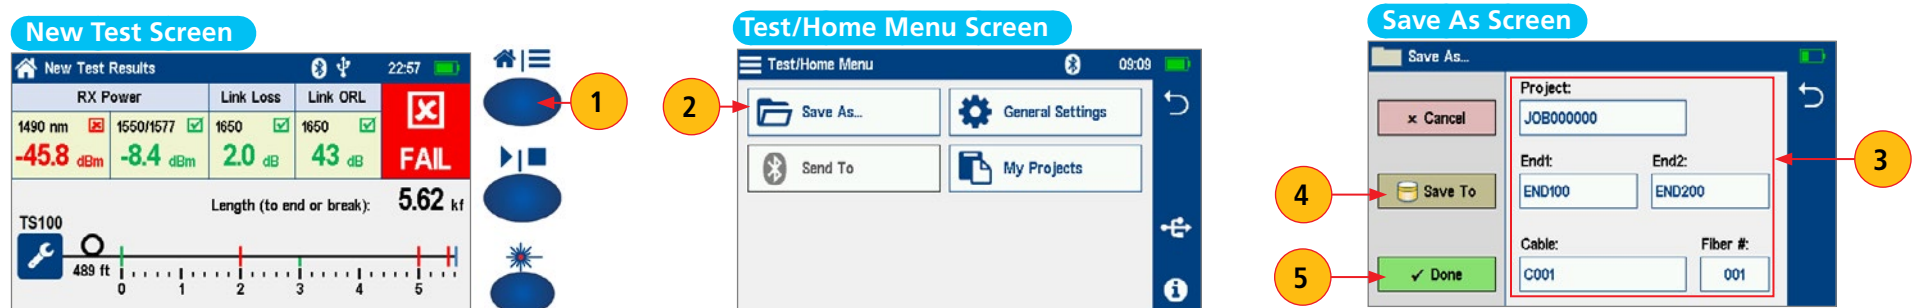 New Test Screen
New Test Results
22:57
RX Power
Link Loss
Link ORL
1490 nm
1550/1577
1650
1650
-45.8 dBm
-8.4 dBm
2.0 dB
43 dB
FAIL
Length (to end or break):
5.62 kf
TS100
489 ft
0 1 2 3 4 5
1
Test/Home Menu Screen
Test/Home Menu
09:09
2
Save As...
General Settings
Send To
My Projects
Save As Screen
Save As...
Project:
x Cancel
JOB000000
End1:
End2:
3
4
Save To
END100
END200
Cable:
Fiber #:
5
✓ Done
C001
001